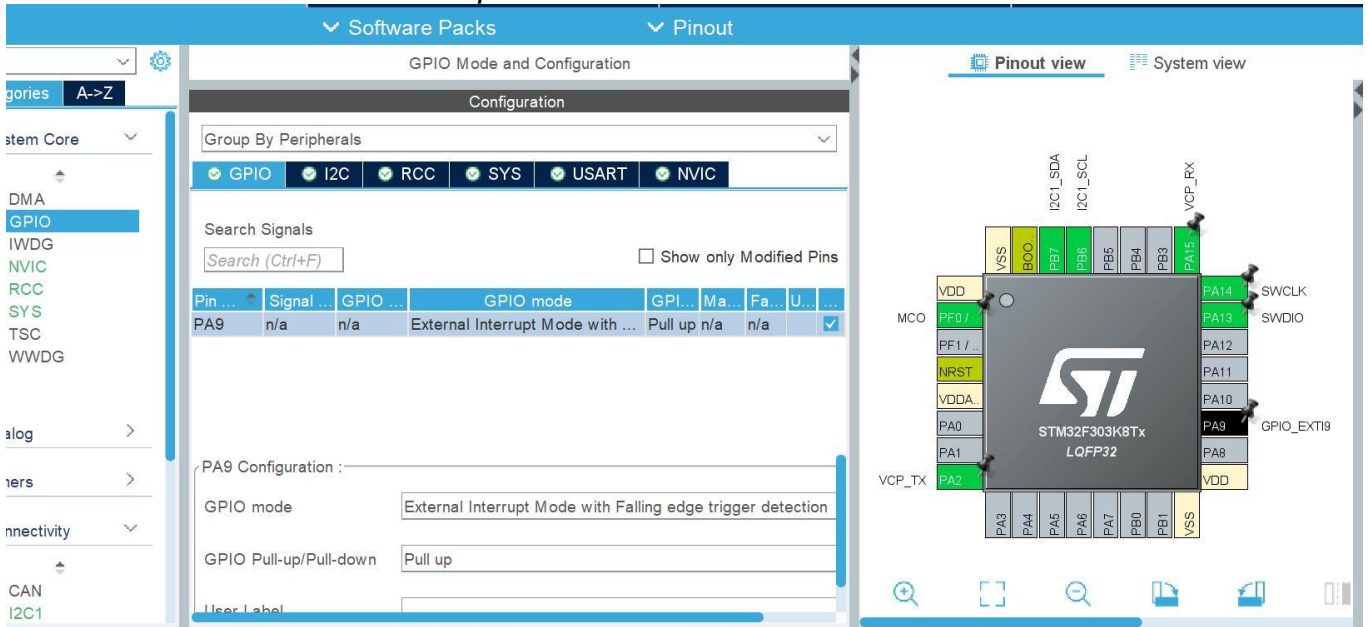 Software Packs
Pinout
GPIO Mode and Configuration
Pinout view
System view
gories
A->Z
Configuration
stem Core
Group By Peripherals
GPIO
I2C
RCC
SYS
USART
NVIC
DMA
GPIO
IWDG
NVIC
RCC
SYS
TSC
WWDG
alog
hers
nnectivity
CAN
I2C1
Search Signals
Search (Ctrl+F)
Show only Modified Pins
Pin ... Signal ... GPIO ... GPIO mode GPI... Ma... Fa... U... ...
PA9 n/a n/a External Interrupt Mode with ... Pull up n/a n/a
PA9 Configuration :
GPIO mode
External Interrupt Mode with Falling edge trigger detection
GPIO Pull-up/Pull-down
Pull up
User Label
I2C1_SDA
I2C1_SCL
VCP_RX
VSS
BOO..
PB7
PB6
PB5
PB4
PB3
PA15
VDD
PA14 SWCLK
MCO PF0 / ..
PA13 SWDIO
PF1 / ..
PA12
NRST
PA11
VDDA..
PA10
PA0
STM32F303K8Tx
PA9 GPIO_EXTI9
PA1
LQFP32
PA8
VCP_TX PA2
VDD
PA3
PA4
PA5
PA6
PA7
PB0
PB1
VSS